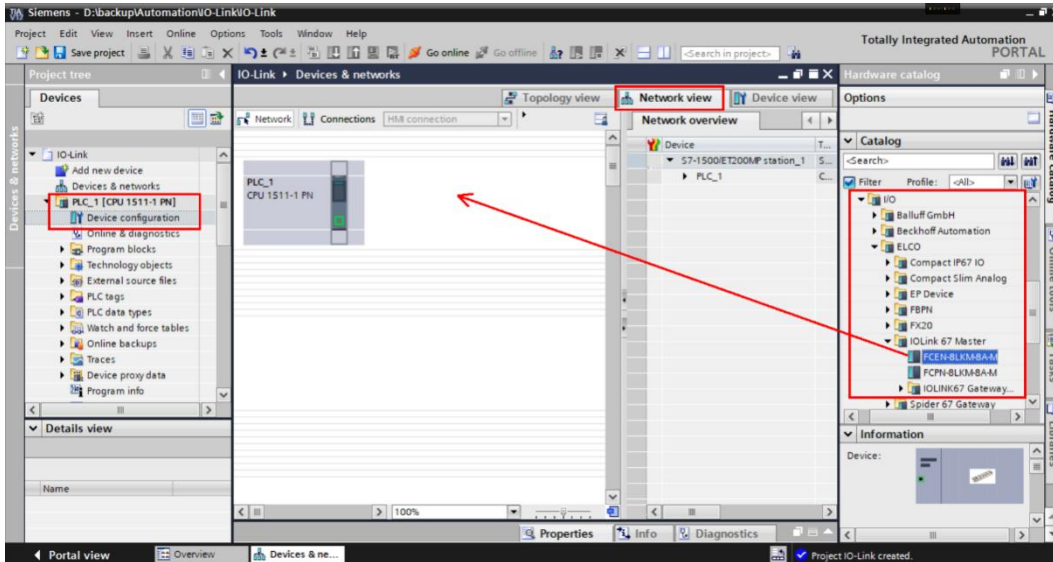 Siemens - D:\backup\Automation\IO-Link\IO-Link
Project Edit View Insert Online Options Tools Window Help
Totally Integrated Automation
PORTAL
Save project
Go online
Go offline
<Search in project>
Project tree
Devices
IO-Link
Add new device
Devices & networks
PLC_1 [CPU 1511-1 PN]
Device configuration
Online & diagnostics
Program blocks
Technology objects
External source files
PLC tags
PLC data types
Watch and force tables
Online backups
Traces
Device proxy data
Program info
Details view
Name
Devices & networks
IO-Link ▸ Devices & networks
Topology view
Network view
Device view
Network
Connections
HMI connection
PLC_1
CPU 1511-1 PN
100%
Network overview
Device T...
S7-1500/ET200MP station_1 S...
PLC_1 C...
Properties
Info
Diagnostics
Hardware catalog
Options
Catalog
<Search>
Filter Profile: <All>
I/O
Balluff GmbH
Beckhoff Automation
ELCO
Compact IP67 IO
Compact Slim Analog
EP Device
FBPN
FX20
IOLink 67 Master
FCEN-8LKM-8A-M
FCPN-8LKM-8A-M
IOLINK67 Gateway...
Spider 67 Gateway
Information
Device:
Hardware catalog
Online tools
Tasks
Libraries
Portal view
Overview
Devices & ne...
Project IO-Link created.